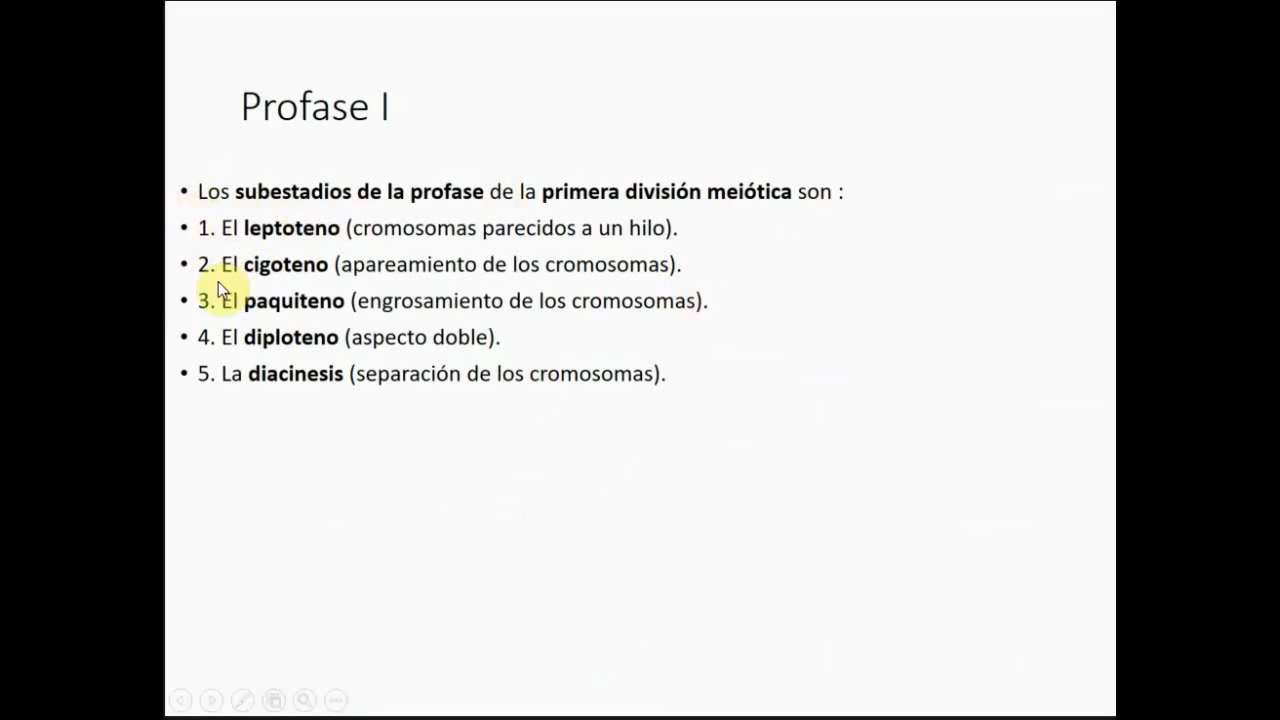 Profase I
• Los subestadios de la profase de la primera división meiótica son :
• 1. El leptoteno (cromosomas parecidos a un hilo).
• 2. El cigoteno (apareamiento de los cromosomas).
• 3. El paquiteno (engrosamiento de los cromosomas).
• 4. El diploteno (aspecto doble).
• 5. La diacinesis (separación de los cromosomas).